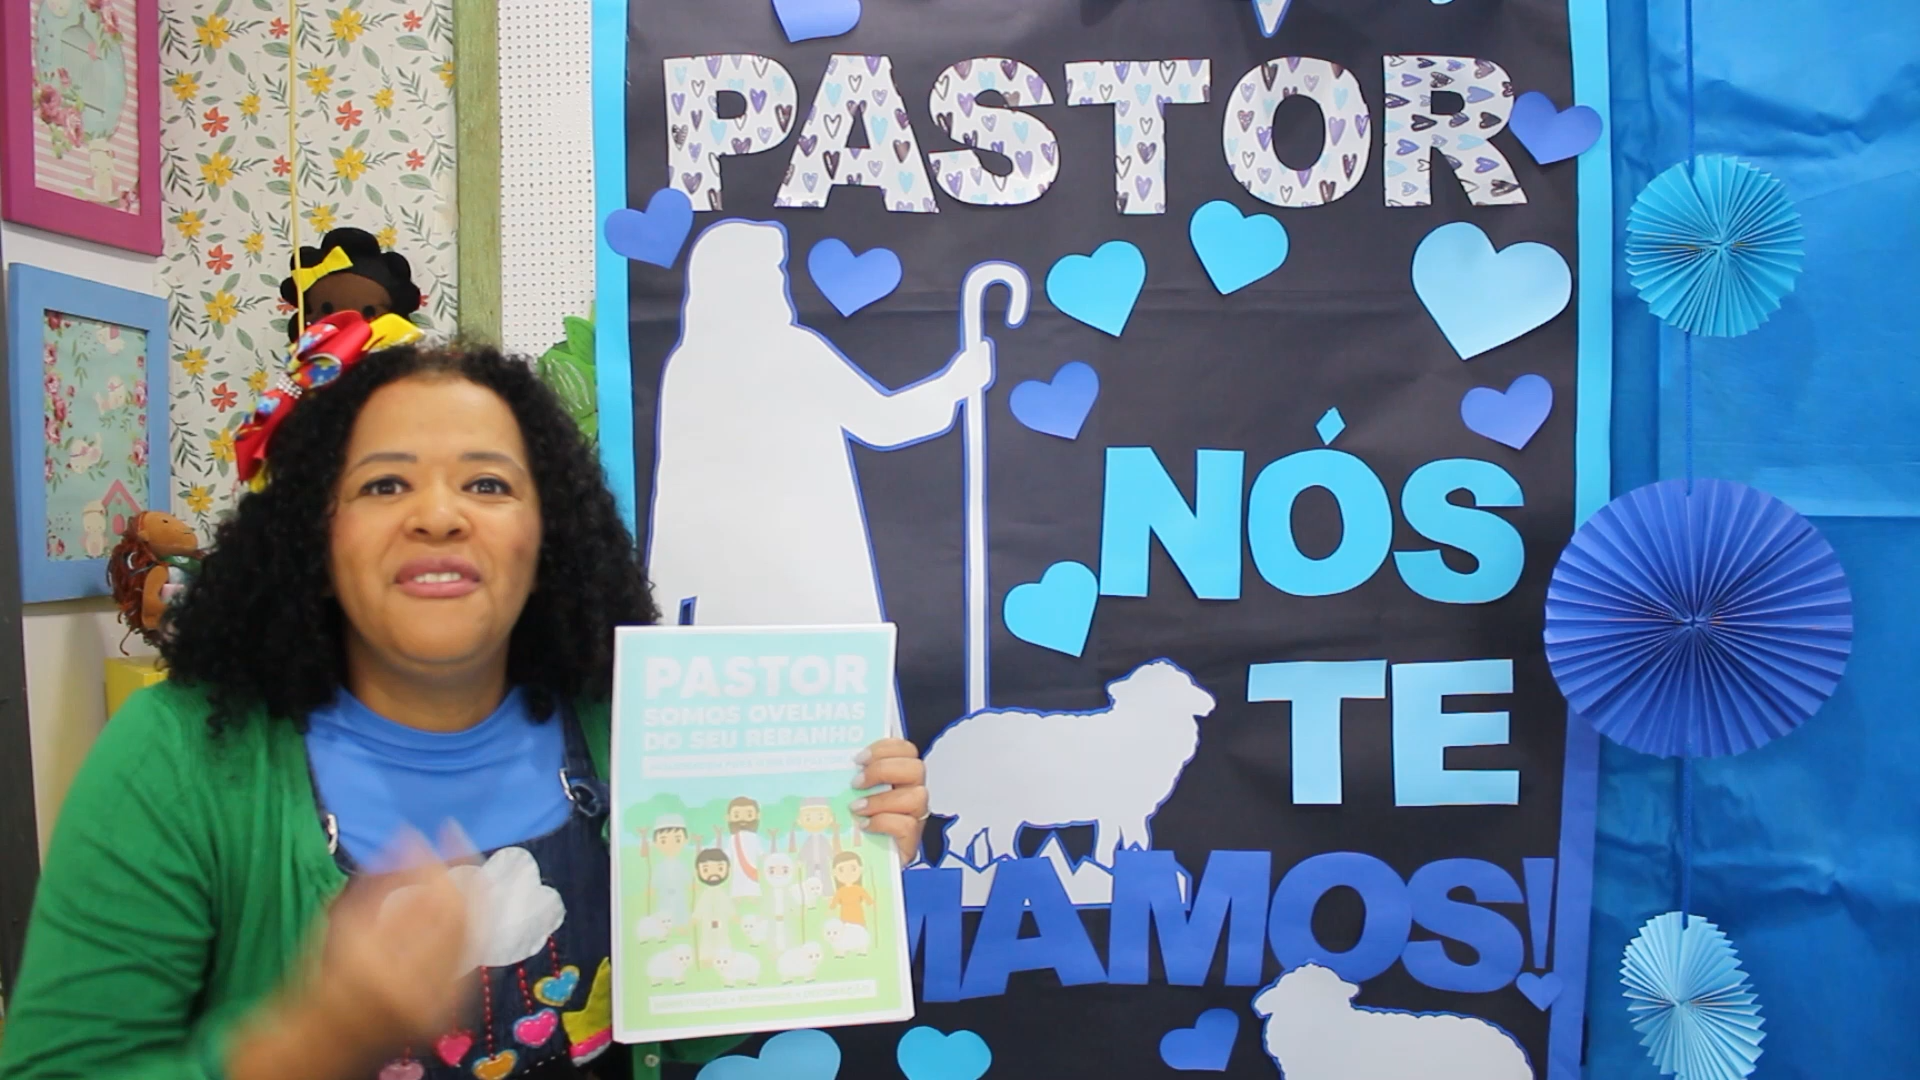 PASTOR
NÓS
TE
MAMOS!
PASTOR
SOMOS OVELHAS
DO SEU REBANHO